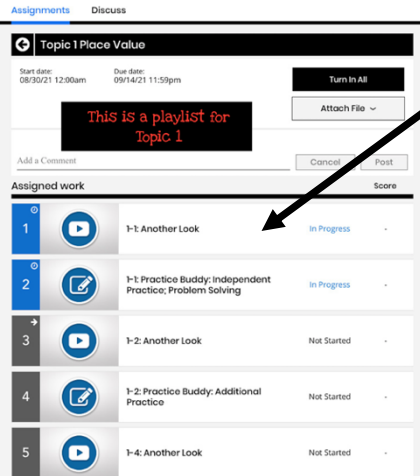 Assignments Discuss
Topic 1 Place Value
Start date: Due date:
08/30/21 12:00am 09/14/21 11:59pm
Turn In All
Attach File
This is a playlist for
Topic 1
Add a Comment
Cancel Post
Assigned work Score
1 1-1: Another Look In Progress -
2 1-1: Practice Buddy: Independent
Practice; Problem Solving In Progress -
3 1-2: Another Look Not Started -
4 1-2: Practice Buddy: Additional
Practice Not Started -
5 1-4: Another Look Not Started -